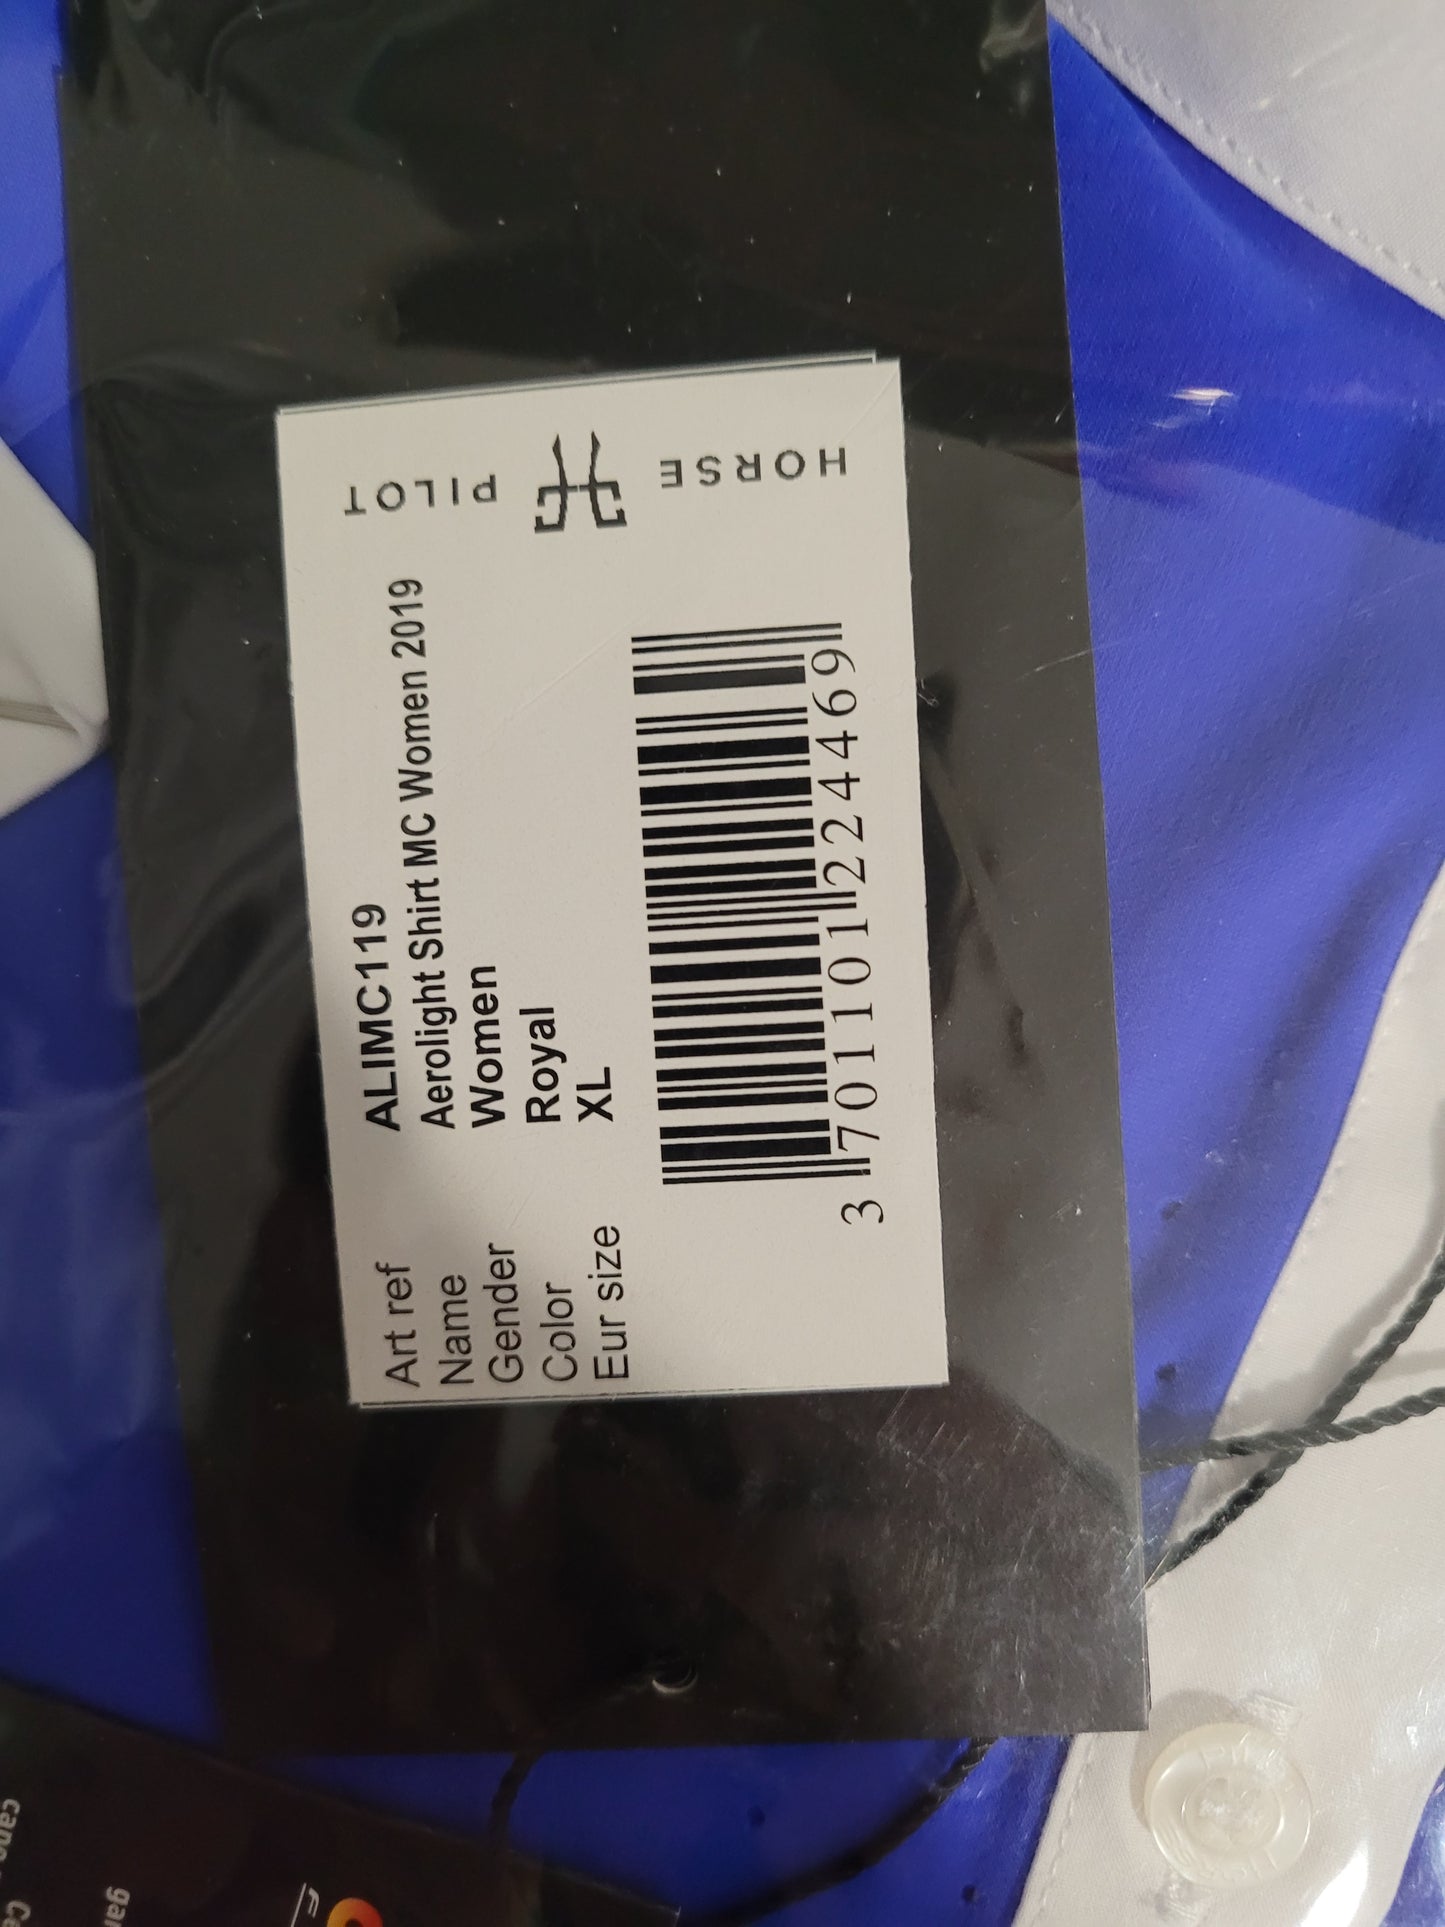 HORSE PILOT
Art ref ALIMC119
Name Aerolight Shirt MC Women 2019
Gender Women
Color Royal
Eur size XL
3 701101 224469